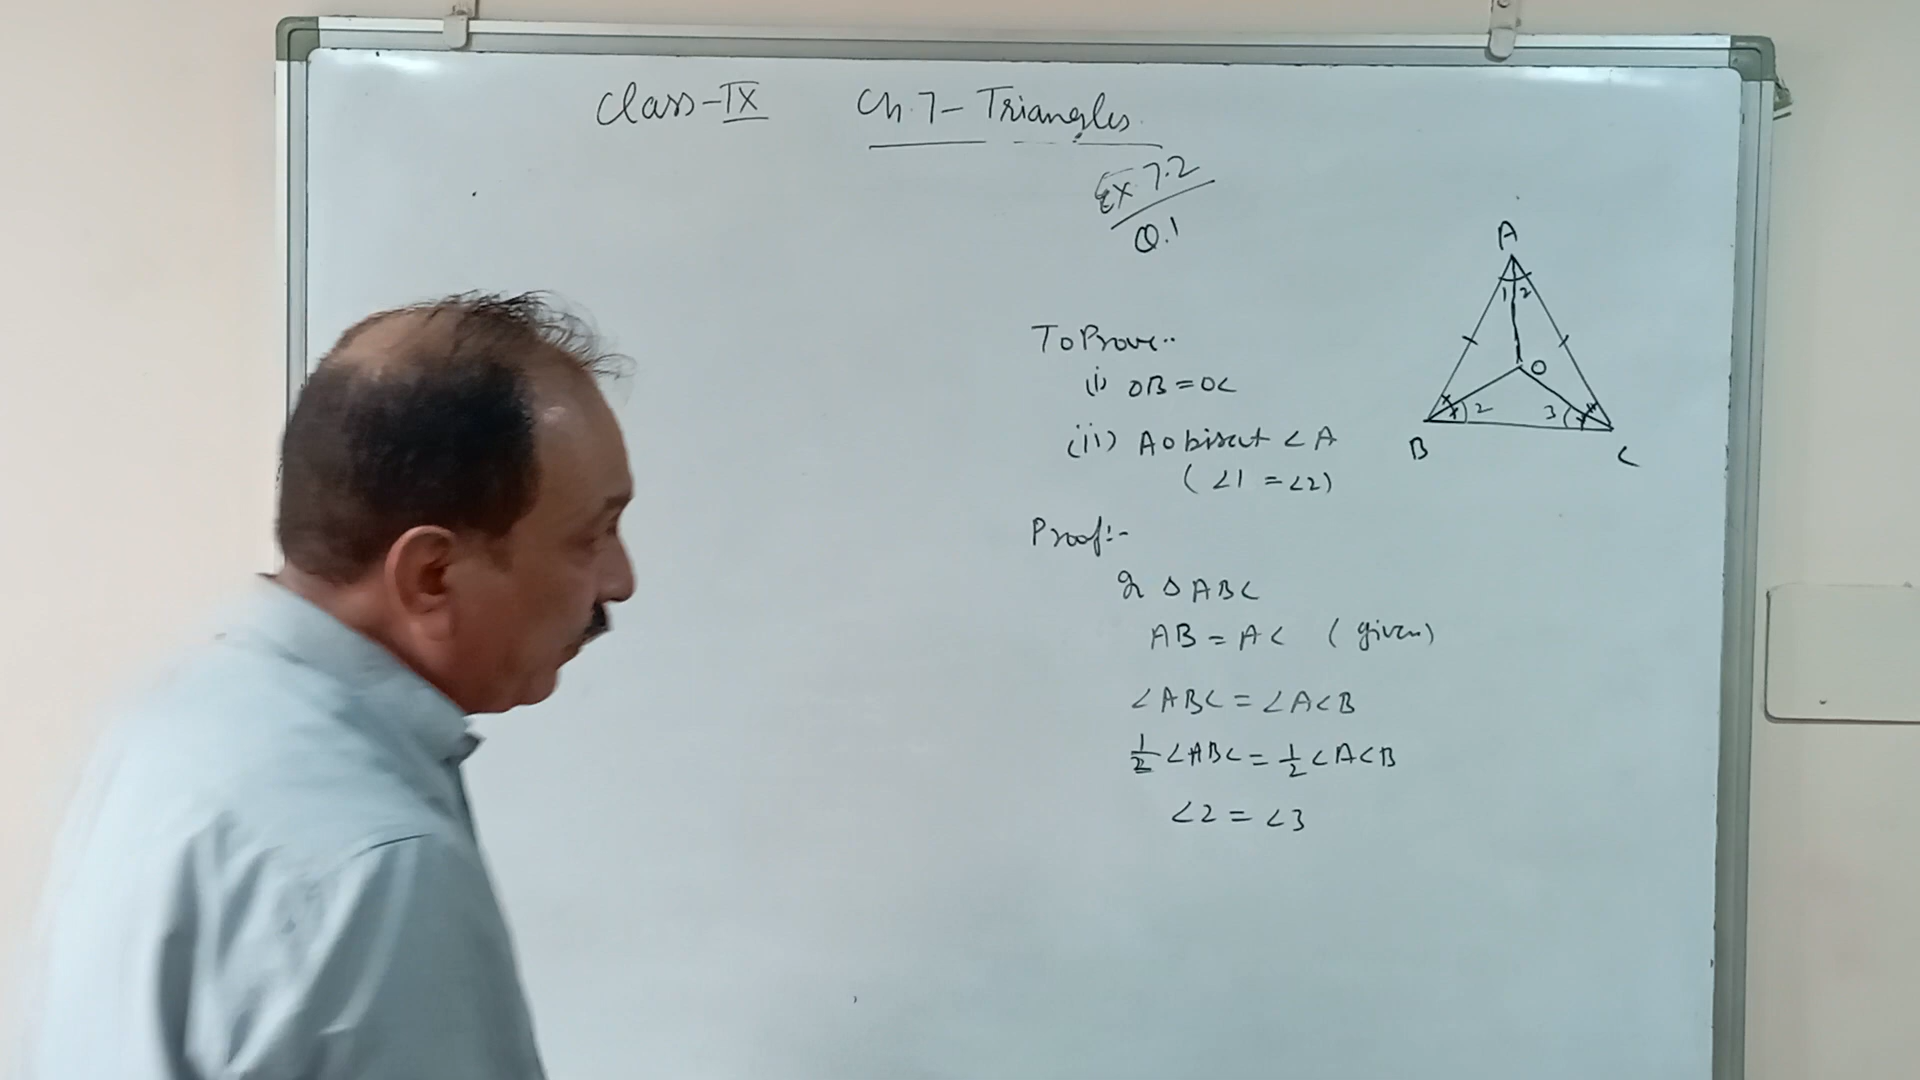 Class-IX Ch.7- Triangles
Ex 7.2
Q.1
To Prove..
(i) OB = OC
(ii) AO bisect ∠A
(∠1 = ∠2)
Proof:-
In ΔABC
AB = AC (given)
∠ABC = ∠ACB
1/2 ∠ABC = 1/2 ∠ACB
∠2 = ∠3
A
1 2
O
2 3
B C